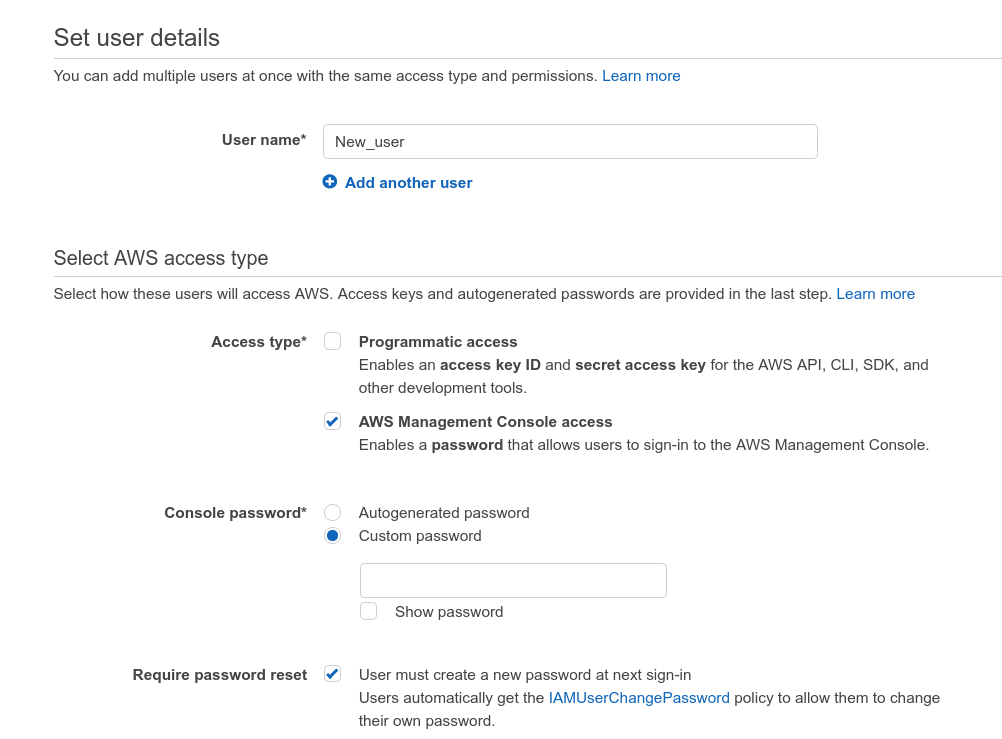 Set user details
You can add multiple users at once with the same access type and permissions. Learn more
User name* New_user
Add another user
Select AWS access type
Select how these users will access AWS. Access keys and autogenerated passwords are provided in the last step. Learn more
Access type* Programmatic access
Enables an access key ID and secret access key for the AWS API, CLI, SDK, and
other development tools.
AWS Management Console access
Enables a password that allows users to sign-in to the AWS Management Console.
Console password* Autogenerated password
Custom password
Show password
Require password reset User must create a new password at next sign-in
Users automatically get the IAMUserChangePassword policy to allow them to change
their own password.